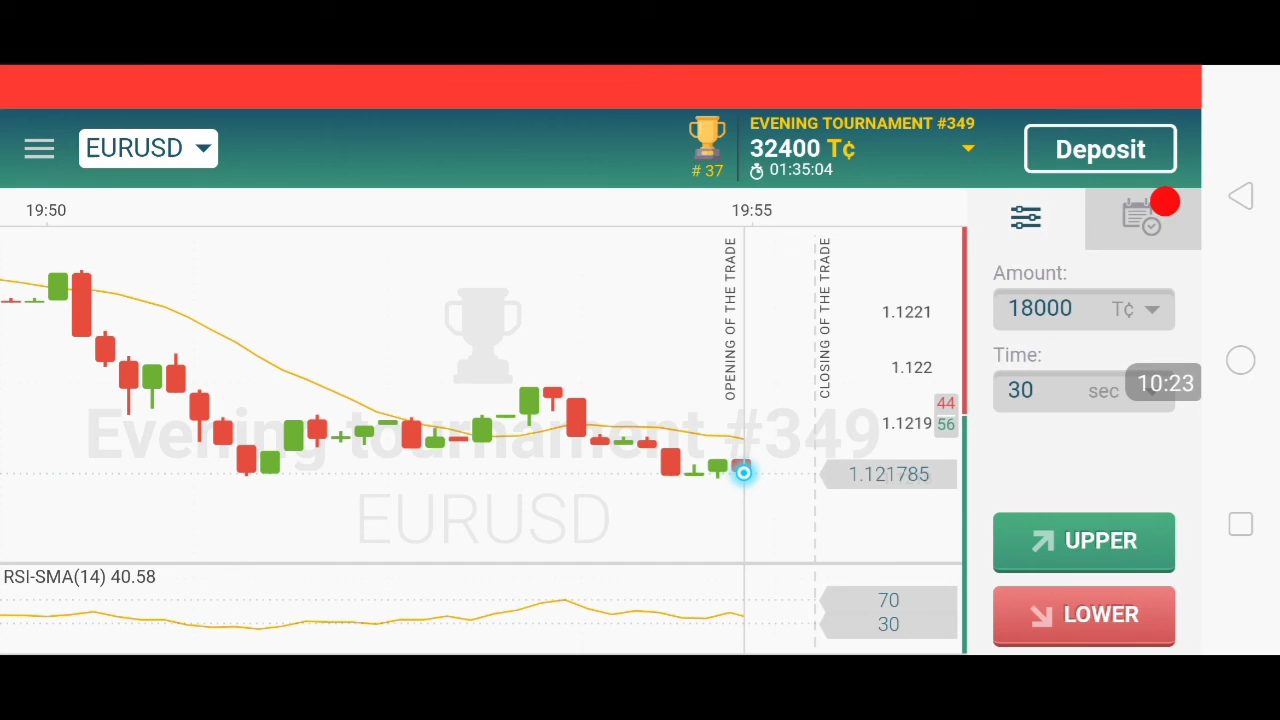 EURUSD
# 37
EVENING TOURNAMENT #349
32400 T₵
01:35:04
Deposit
19:50
19:55
OPENING OF THE TRADE
CLOSING OF THE TRADE
1.1221
1.122
1.1219
44
56
1.121785
Evening tournament #349
EURUSD
RSI-SMA(14) 40.58
70
30
Amount:
18000 T₵
Time:
30 sec
10:23
UPPER
LOWER